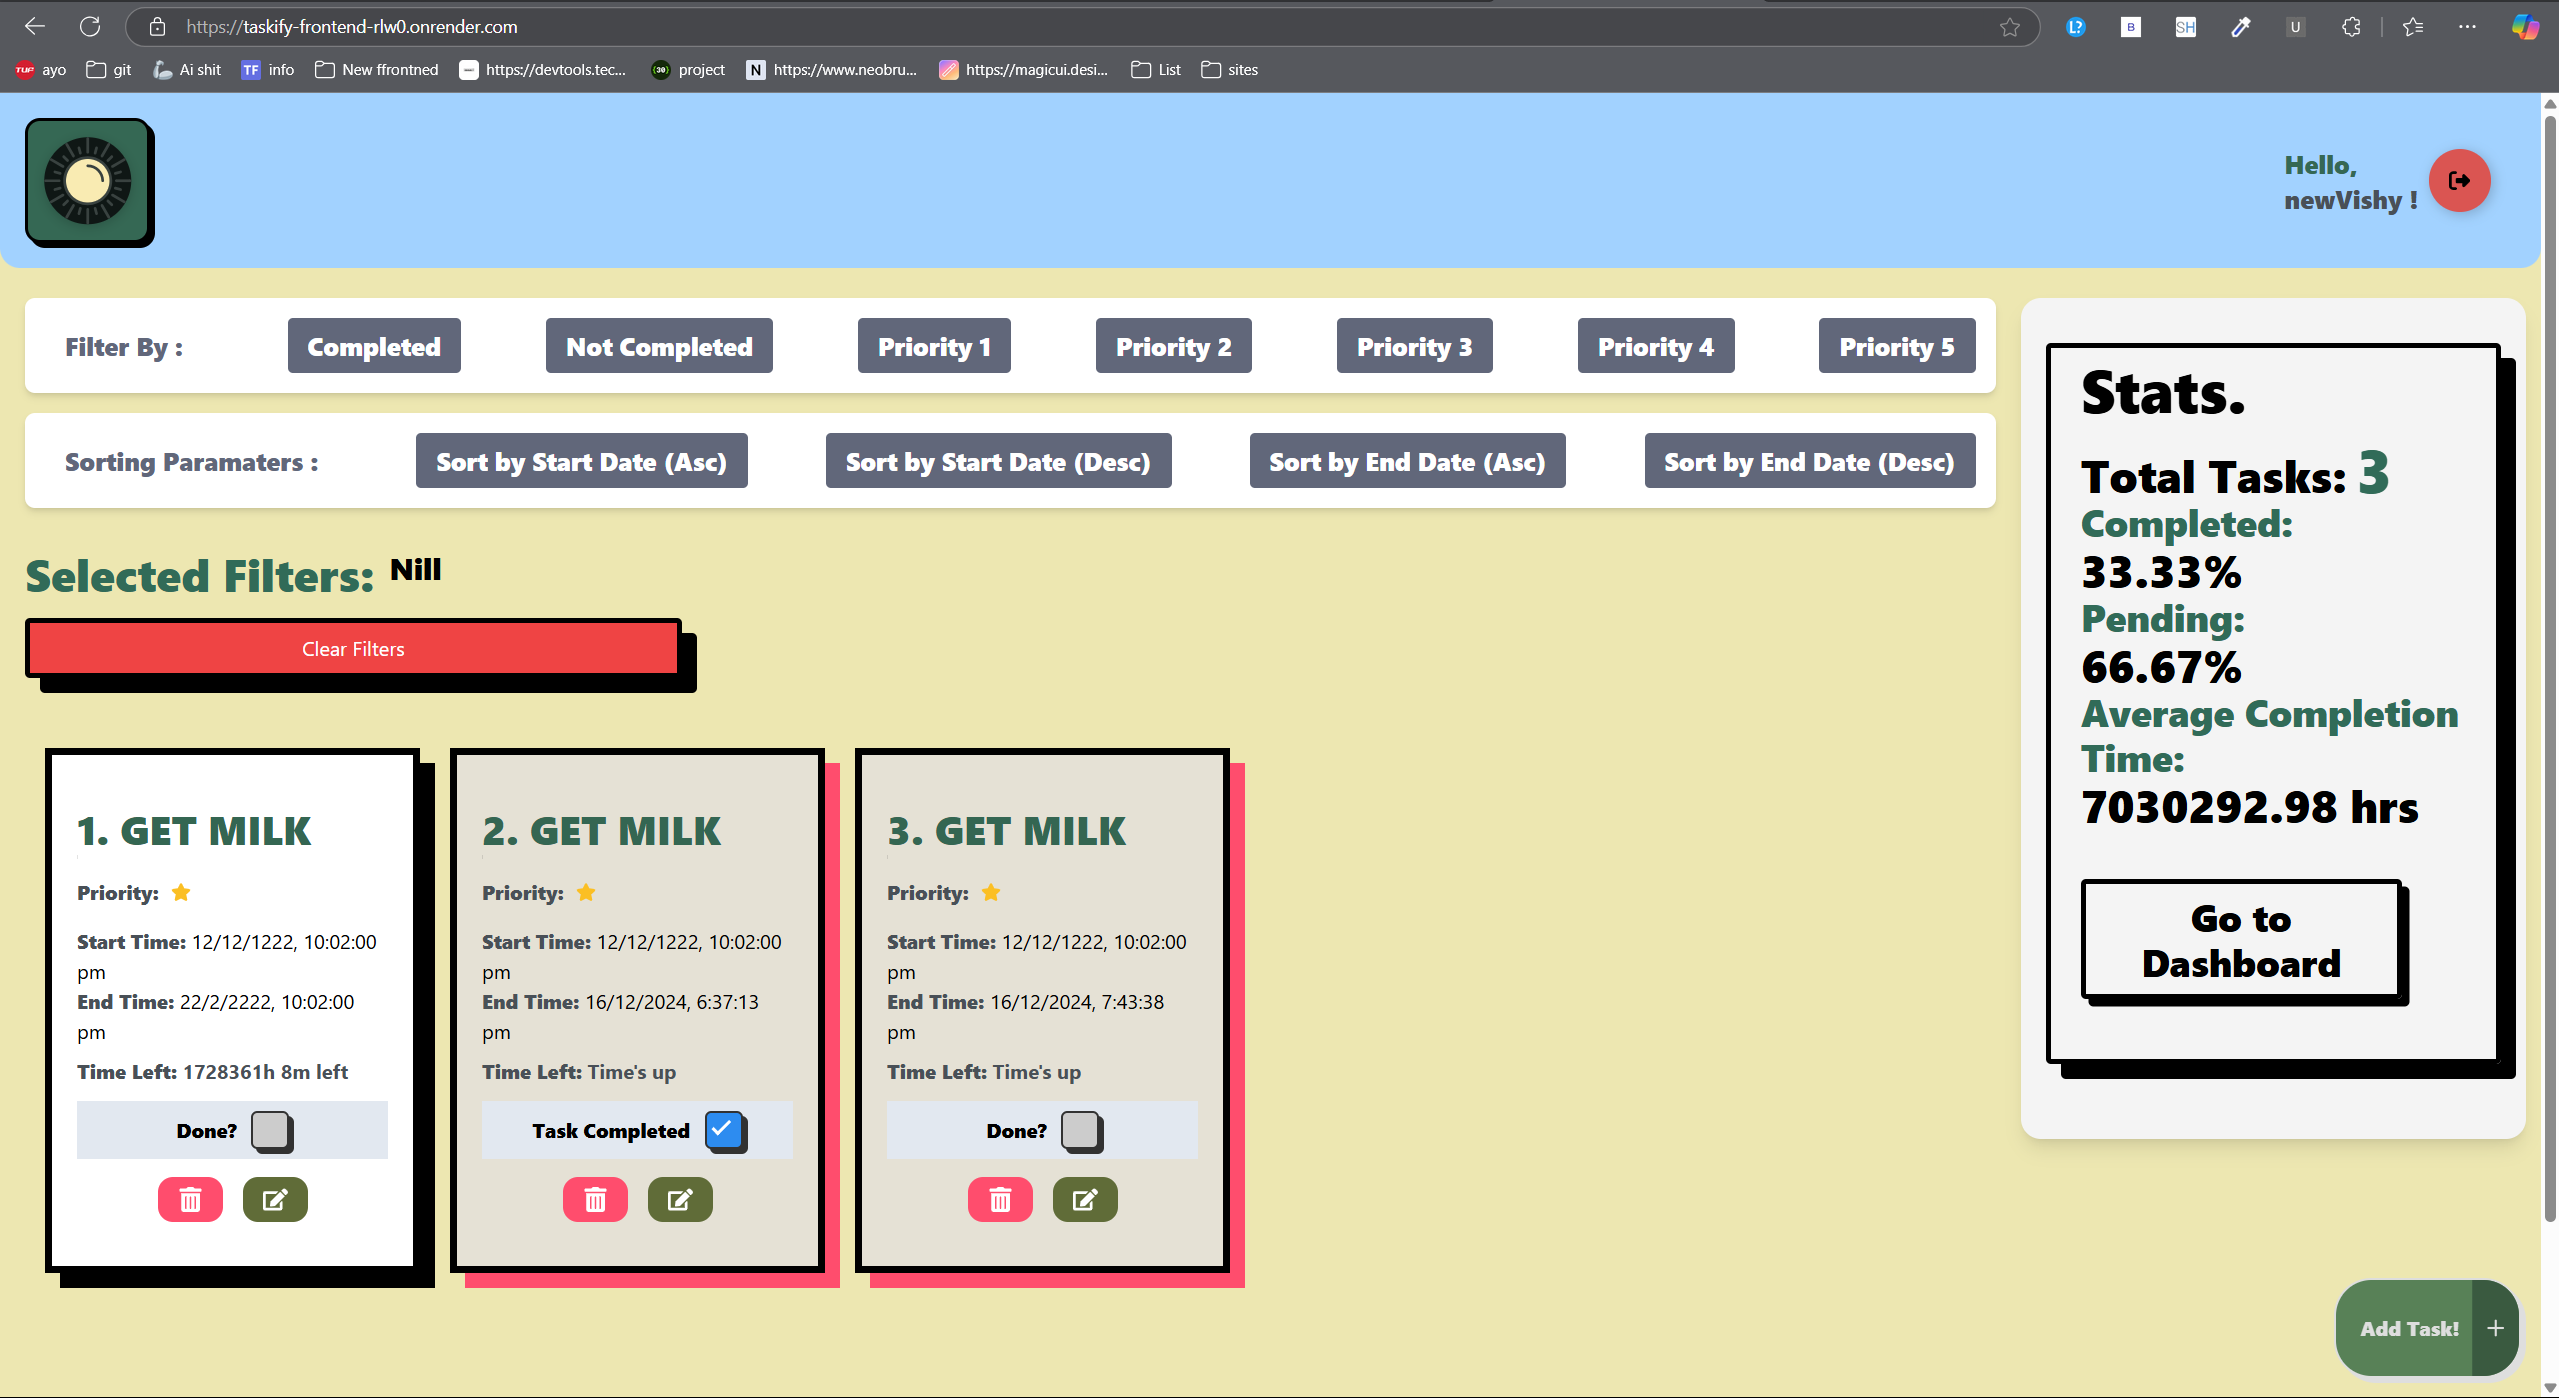 https://taskify-frontend-rlw0.onrender.com
L?
B
SH
U
TUF ayo
git
Ai shit
TF info
New ffrontned
https://devtools.tec...
{30} project
N https://www.neobru...
https://magicui.desi...
List
sites
Hello,
newVishy !
Filter By :
Completed
Not Completed
Priority 1
Priority 2
Priority 3
Priority 4
Priority 5
Sorting Paramaters :
Sort by Start Date (Asc)
Sort by Start Date (Desc)
Sort by End Date (Asc)
Sort by End Date (Desc)
Selected Filters: Nill
Clear Filters
1. GET MILK
Priority:
Start Time: 12/12/1222, 10:02:00
pm
End Time: 22/2/2222, 10:02:00
pm
Time Left: 1728361h 8m left
Done?
2. GET MILK
Priority:
Start Time: 12/12/1222, 10:02:00
pm
End Time: 16/12/2024, 6:37:13
pm
Time Left: Time's up
Task Completed
3. GET MILK
Priority:
Start Time: 12/12/1222, 10:02:00
pm
End Time: 16/12/2024, 7:43:38
pm
Time Left: Time's up
Done?
Stats.
Total Tasks: 3
Completed:
33.33%
Pending:
66.67%
Average Completion
Time:
7030292.98 hrs
Go to
Dashboard
Add Task! +